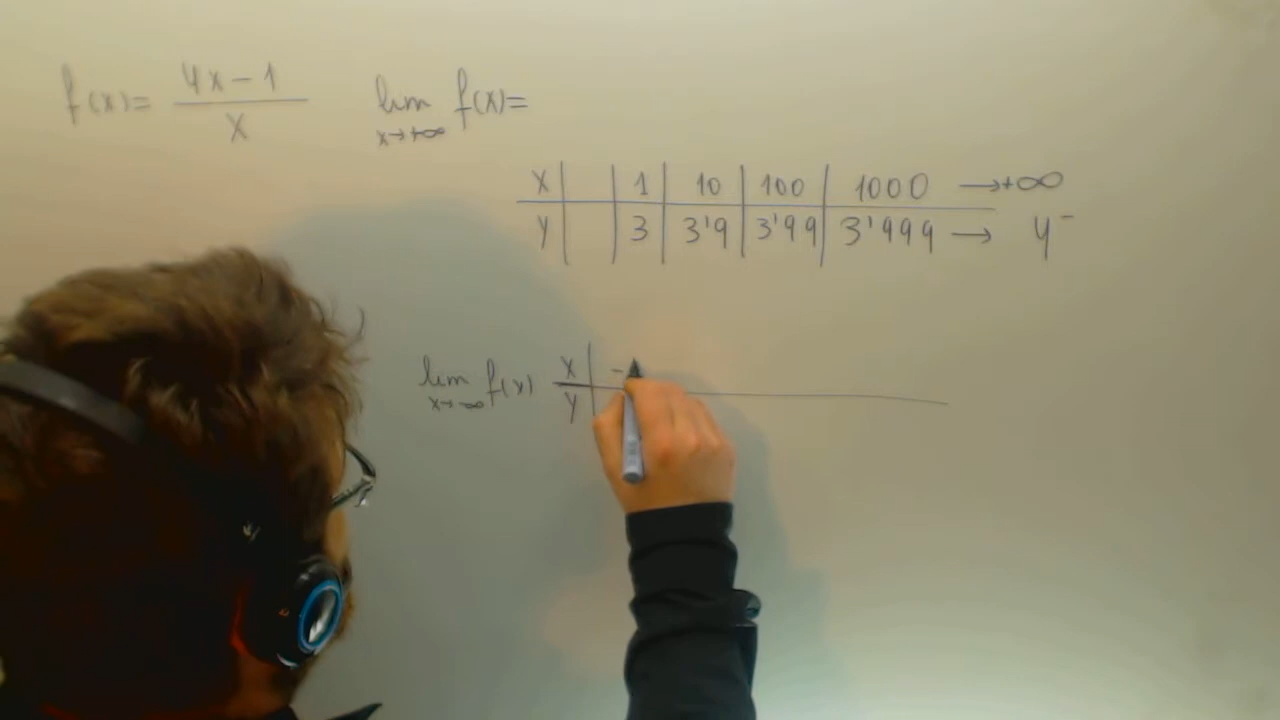 f(x)= 4x-1 / x lim x→+∞ f(x)=
x | | 1 | 10 | 100 | 1000 →+∞
y | | 3 | 3'9 | 3'99 | 3'999 → 4⁻
lim x→-∞ f(x) x | -
y |